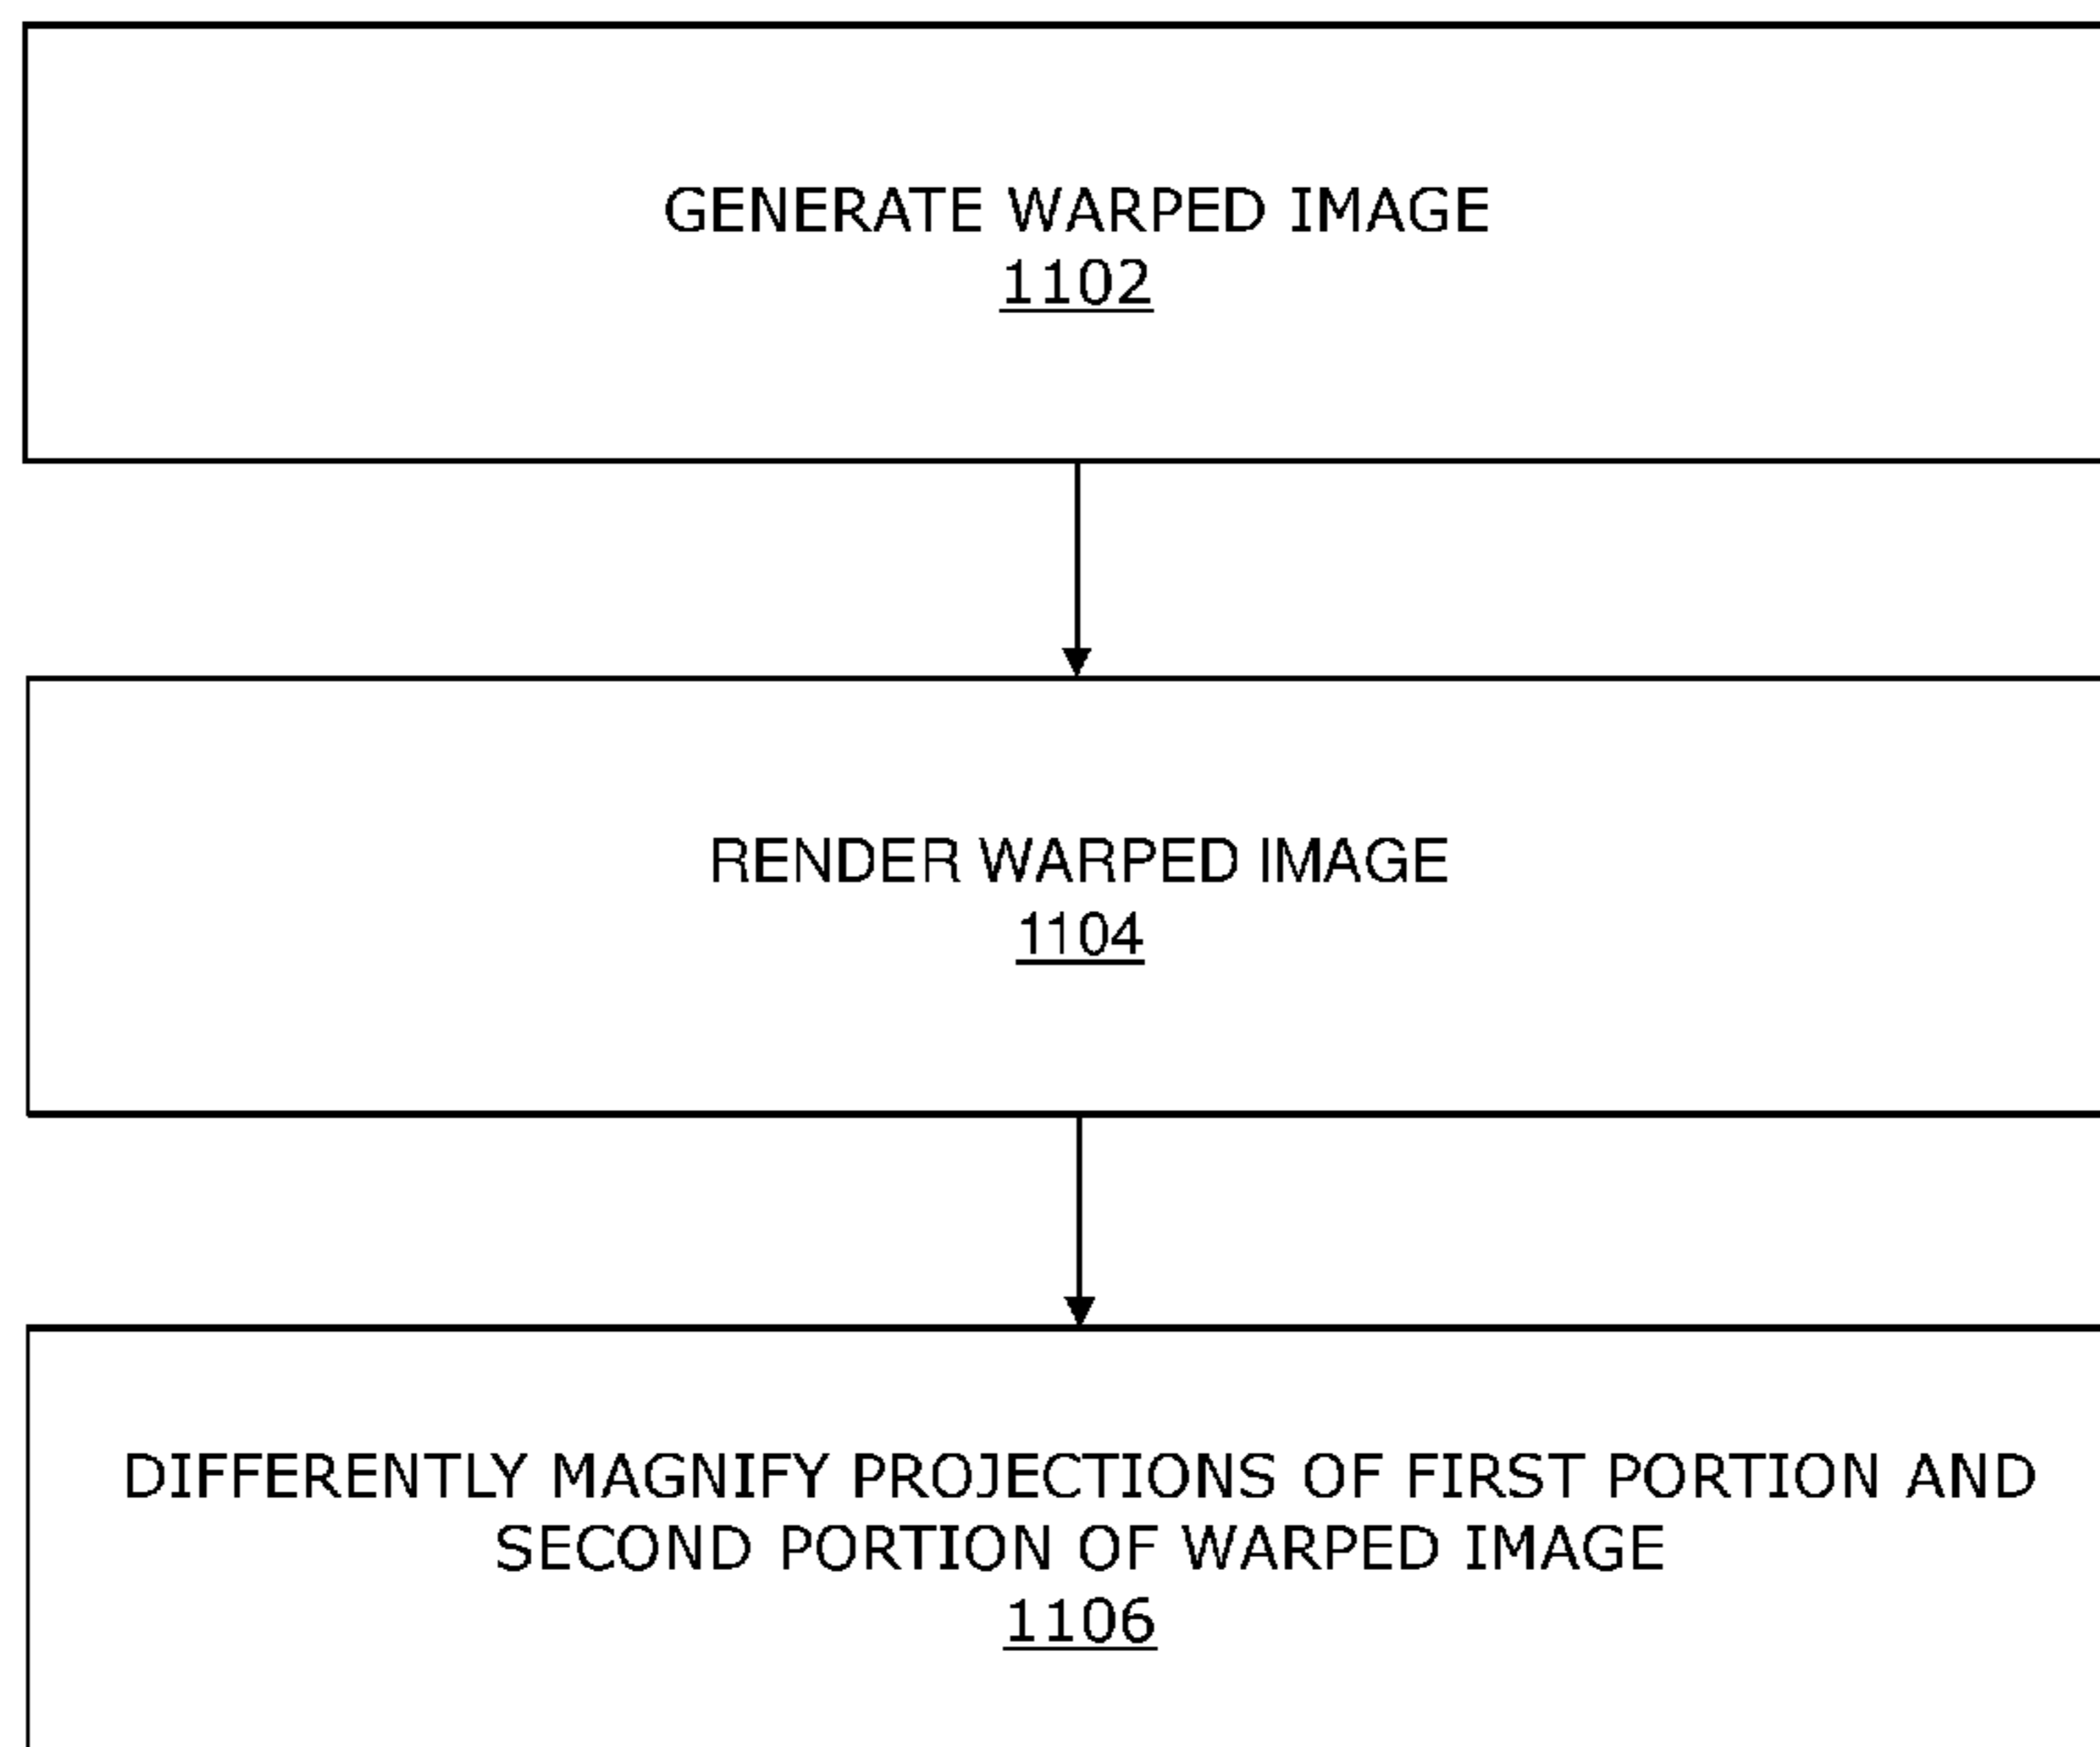 GENERATE WARPED IMAGE
1102
RENDER WARPED IMAGE
1104
DIFFERENTLY MAGNIFY PROJECTIONS OF FIRST PORTION AND
SECOND PORTION OF WARPED IMAGE
1106